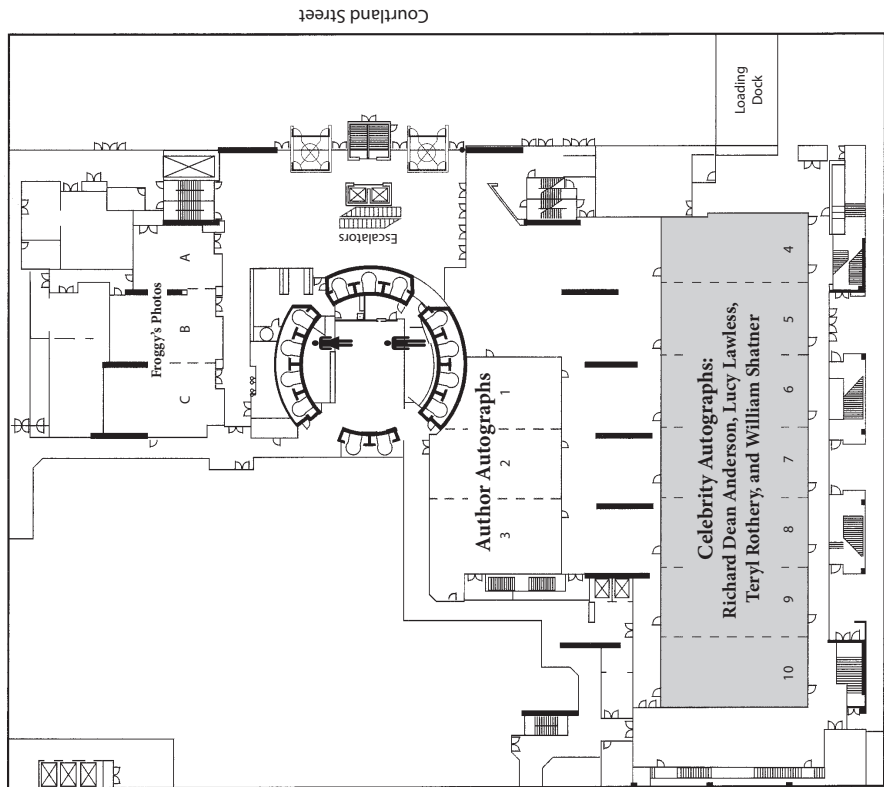 Courtland Street
Loading
Dock
Escalators
Froggy's Photos
A
B
C
Author Autographs
1
2
3
Celebrity Autographs:
Richard Dean Anderson, Lucy Lawless,
Teryl Rothery, and William Shatner
4
5
6
7
8
9
10